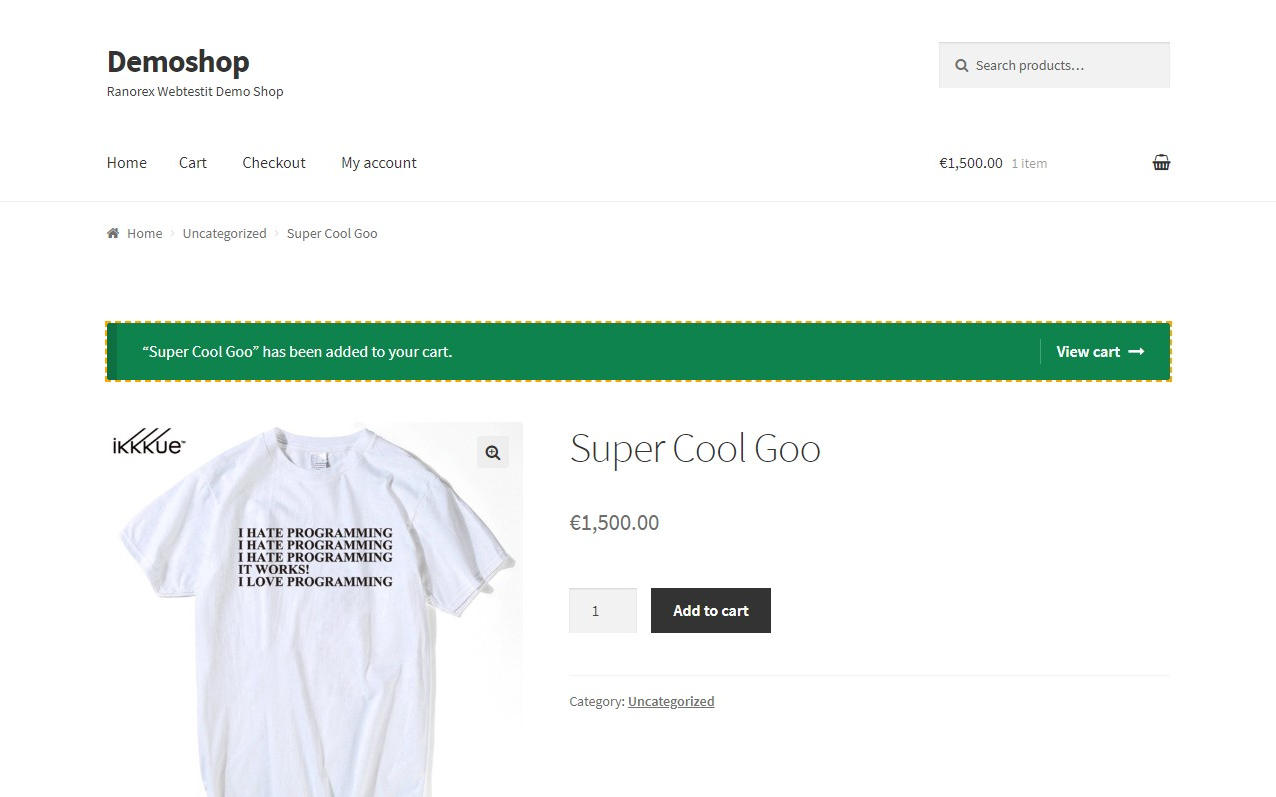 Demoshop
Ranorex Webtestit Demo Shop
Search products…
Home Cart Checkout My account
€1,500.00 1 item
Home › Uncategorized › Super Cool Goo
“Super Cool Goo” has been added to your cart.
View cart →
iKKKUE™
I HATE PROGRAMMING
I HATE PROGRAMMING
I HATE PROGRAMMING
IT WORKS!
I LOVE PROGRAMMING
Super Cool Goo
€1,500.00
1
Add to cart
Category: Uncategorized